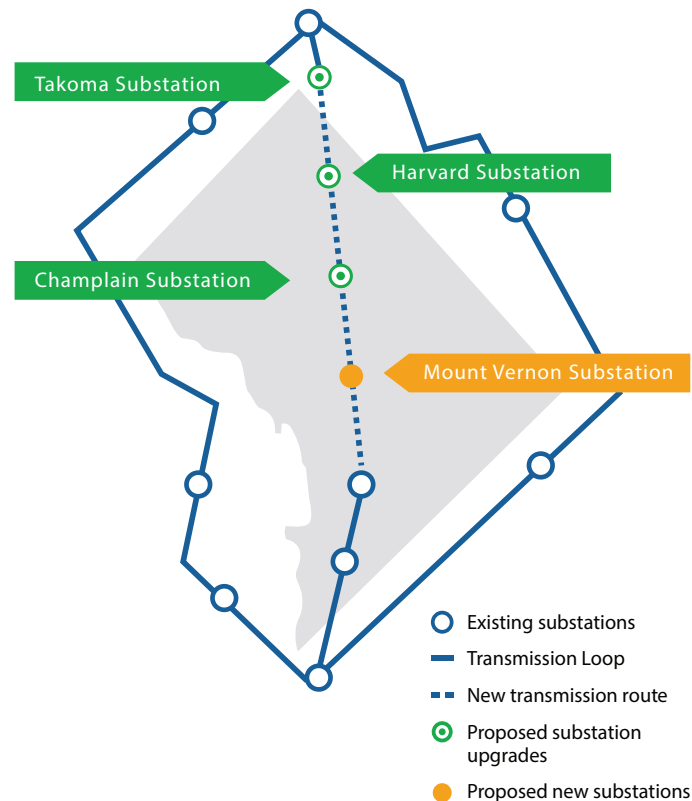 Takoma Substation
Harvard Substation
Champlain Substation
Mount Vernon Substation
Existing substations
Transmission Loop
New transmission route
Proposed substation
upgrades
Proposed new substations